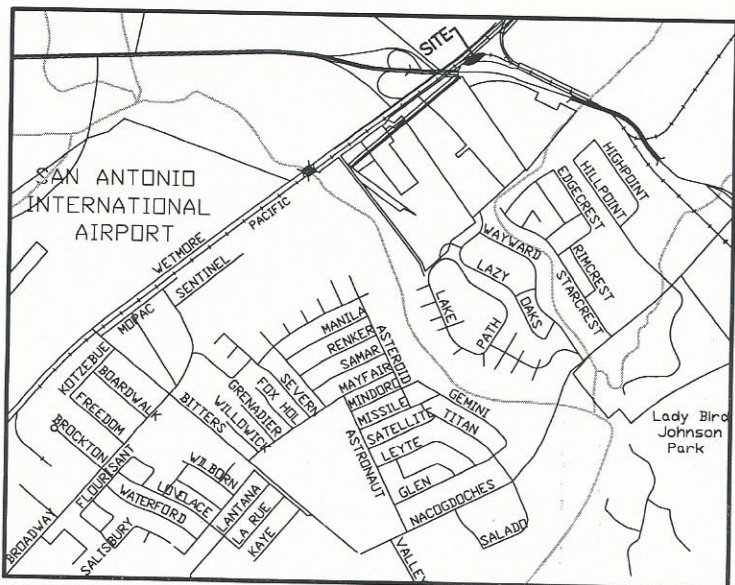 SITE
SAN ANTONIO
INTERNATIONAL
AIRPORT
WETMORE
PACIFIC
MOPAC
SENTINEL
HIGHPOINT
HILLPOINT
EDGECREST
RIMCREST
STARCREST
WAYWARD
LAZY
OAKS
LAKE
PATH
MANILA
RENKER
SAMAR
MAYFAIR
MINDORO
MISSILE
SATELLITE
LEYTE
GLEN
ASTEROID
ASTRONAUT
GEMINI
TITAN
NACOGDOCHES
SALADO
VALLEY
SEVERN
FOX HOL
GRENADIER
WILLOWICK
BITTERS
KOTZEBUE
BOARDWALK
FREEDOM
BROCKTON
FLOURISANT
BROADWAY
WILBORN
LOVELACE
WATERFORD
SALISBURY
LANTANA
LA RUE
KAYE
Lady Bird
Johnson
Park